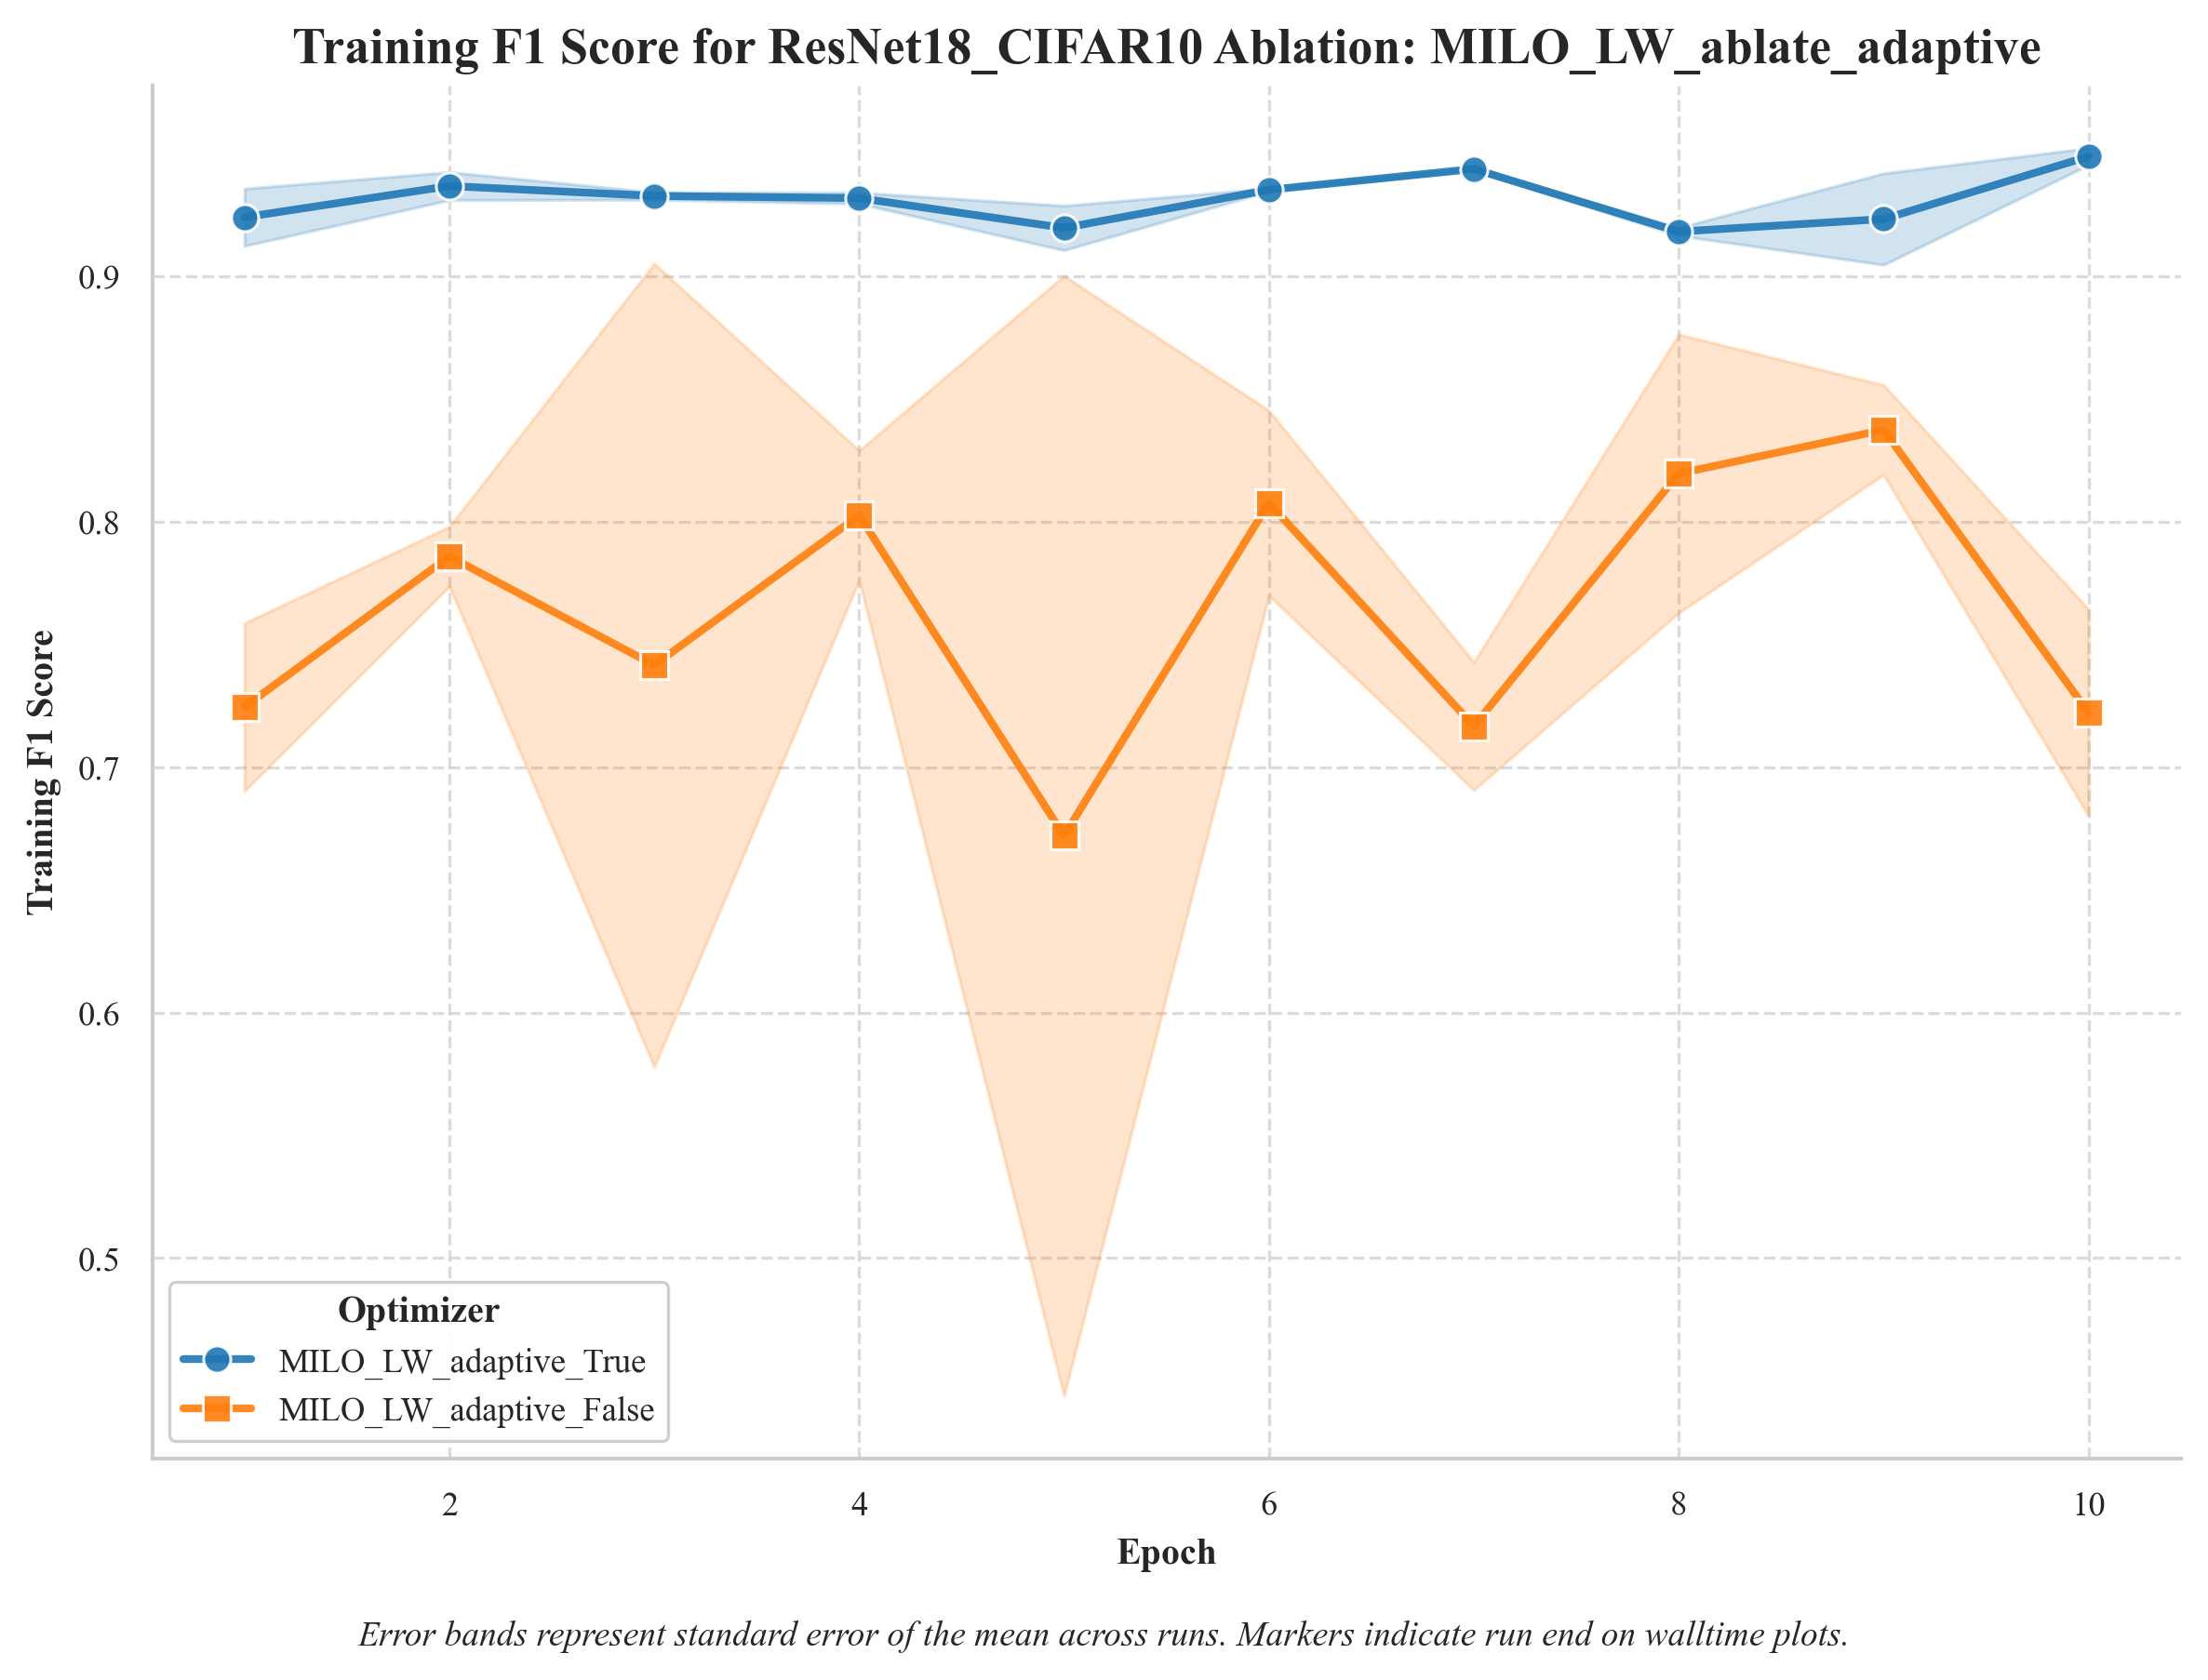 Training F1 Score for ResNet18_CIFAR10 Ablation: MILO_LW_ablate_adaptive
Training F1 Score
0.9
0.8
0.7
0.6
0.5
Optimizer
MILO_LW_adaptive_True
MILO_LW_adaptive_False
2 4 6 8 10
Epoch
Error bands represent standard error of the mean across runs. Markers indicate run end on walltime plots.